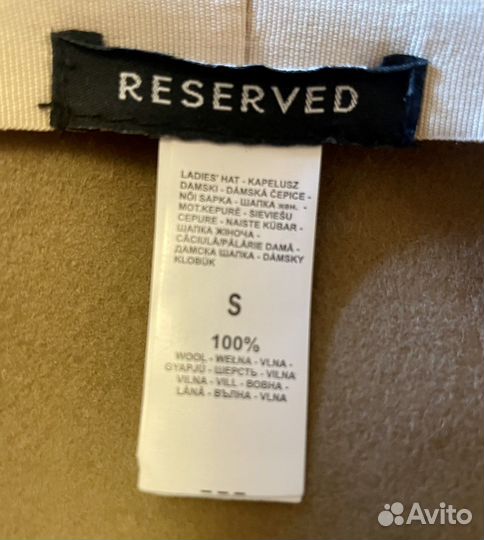 RESERVED
LADIES' HAT - KAPELUSZ
DAMSKI - DÁMSKÁ ČEPICE -
NŐI SAPKA - ШАПКА жен. -
MOT.KEPURĖ - SIEVIEŠU
CEPURE - NAISTE KÜBAR -
ШАПКА ЖІНОЧА -
CĂCIULĂ/PĂLĂRIE DAMĂ -
ДАМСКА ШАПКА - DÁMSKY
KLOBÚK
S
100%
WOOL - WEŁNA - VLNA -
GYAPJÚ - ШЕРСТЬ - VILNA
VILNA - VILL - ВОВНА -
LÂNĂ - ВЪЛНА - VLNA
Avito